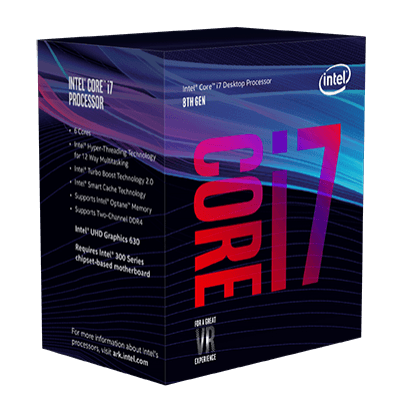 INTEL® CORE™ i7
PROCESSOR
• 6 Cores
• Intel® Hyper-Threading Technology
for 12 Way Multitasking
• Intel® Turbo Boost Technology 2.0
• Intel® Smart Cache Technology
• Supports Intel® Optane™ Memory
• Supports Two-Channel DDR4
Intel® UHD Graphics 630
Requires Intel® 300 Series
chipset-based motherboard
For more information about Intel's
processors, visit ark.intel.com
Intel® Core™ i7 Desktop Processor
8TH GEN
intel
CORE i7
FOR A GREAT
VR
EXPERIENCE